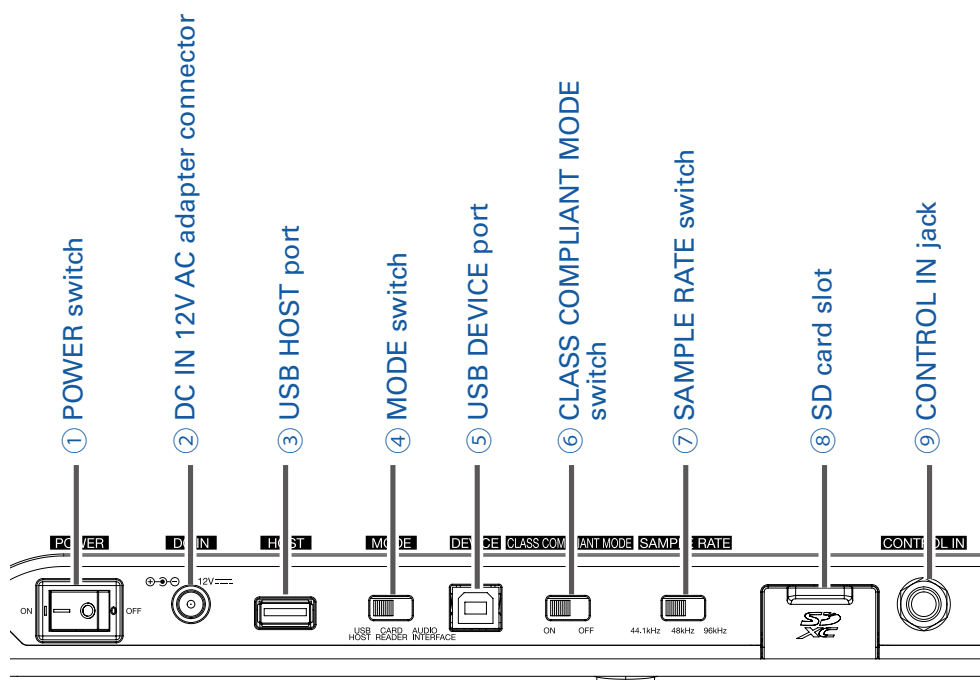 ① POWER switch
② DC IN 12V AC adapter connector
③ USB HOST port
④ MODE switch
⑤ USB DEVICE port
⑥ CLASS COMPLIANT MODE
switch
⑦ SAMPLE RATE switch
⑧ SD card slot
⑨ CONTROL IN jack
POWER
DC IN
HOST
MODE
DEVICE
CLASS COMPLIANT MODE
SAMPLE RATE
CONTROL IN
12V
ON
OFF
USB HOST
CARD READER
AUDIO INTERFACE
ON
OFF
44.1kHz
48kHz
96kHz
SD
XC